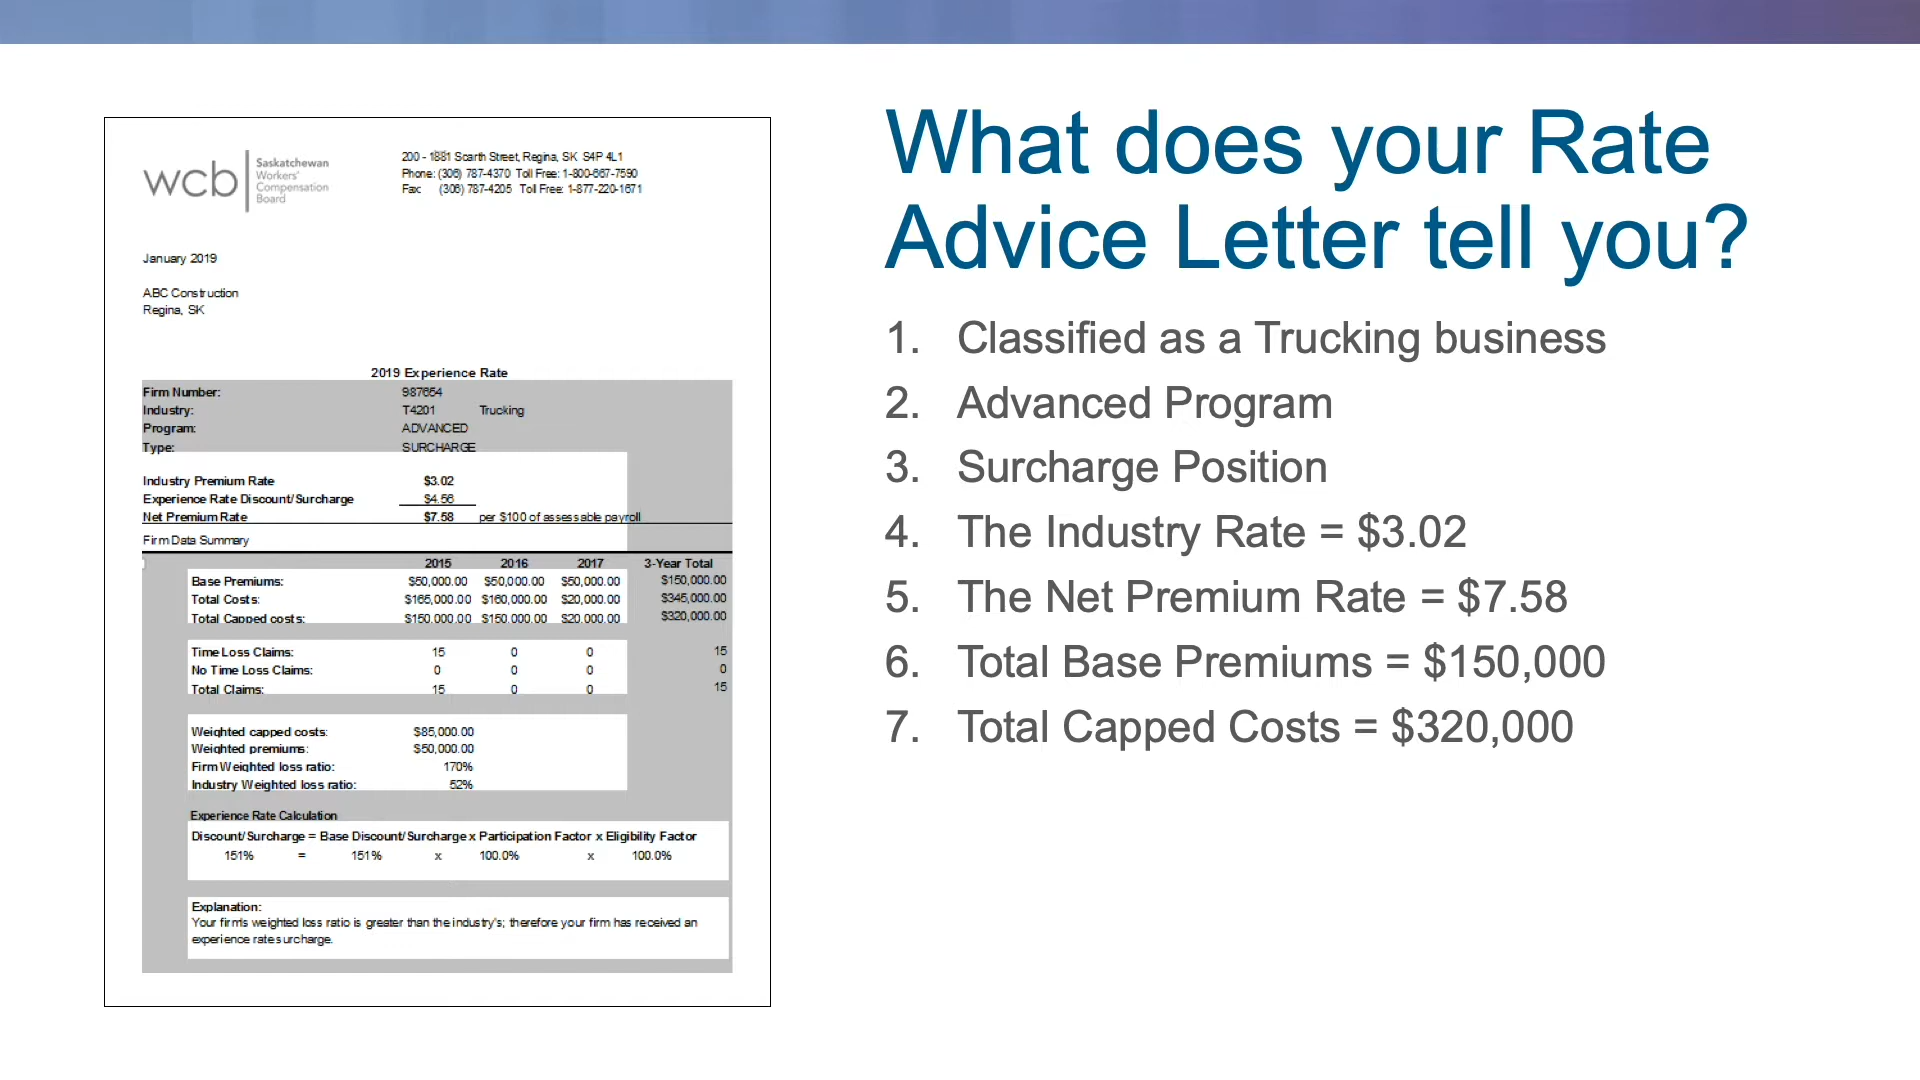 wcb
Saskatchewan
Workers'
Compensation
Board
200 - 1881 Scarth Street, Regina, SK S4P 4L1
Phone: (306) 787-4370 Toll Free: 1-800-667-7590
Fax: (306) 787-4205 Toll Free: 1-877-220-1671
January 2019
ABC Construction
Regina, SK
2019 Experience Rate
Firm Number: 987654
Industry: T4201 Trucking
Program: ADVANCED
Type: SURCHARGE
Industry Premium Rate $3.02
Experience Rate Discount/Surcharge $4.56
Net Premium Rate $7.58 per $100 of assessable payroll
Firm Data Summary
2015 2016 2017 3-Year Total
Base Premiums: $50,000.00 $50,000.00 $50,000.00 $150,000.00
Total Costs: $165,000.00 $160,000.00 $20,000.00 $345,000.00
Total Capped costs: $150,000.00 $150,000.00 $20,000.00 $320,000.00
Time Loss Claims: 15 0 0 15
No Time Loss Claims: 0 0 0 0
Total Claims: 15 0 0 15
Weighted capped costs: $85,000.00
Weighted premiums: $50,000.00
Firm Weighted loss ratio: 170%
Industry Weighted loss ratio: 52%
Experience Rate Calculation
Discount/Surcharge = Base Discount/Surcharge x Participation Factor x Eligibility Factor
151% = 151% x 100.0% x 100.0%
Explanation:
Your firm's weighted loss ratio is greater than the industry's; therefore your firm has received an
experience rate surcharge.
What does your Rate
Advice Letter tell you?
1. Classified as a Trucking business
2. Advanced Program
3. Surcharge Position
4. The Industry Rate = $3.02
5. The Net Premium Rate = $7.58
6. Total Base Premiums = $150,000
7. Total Capped Costs = $320,000